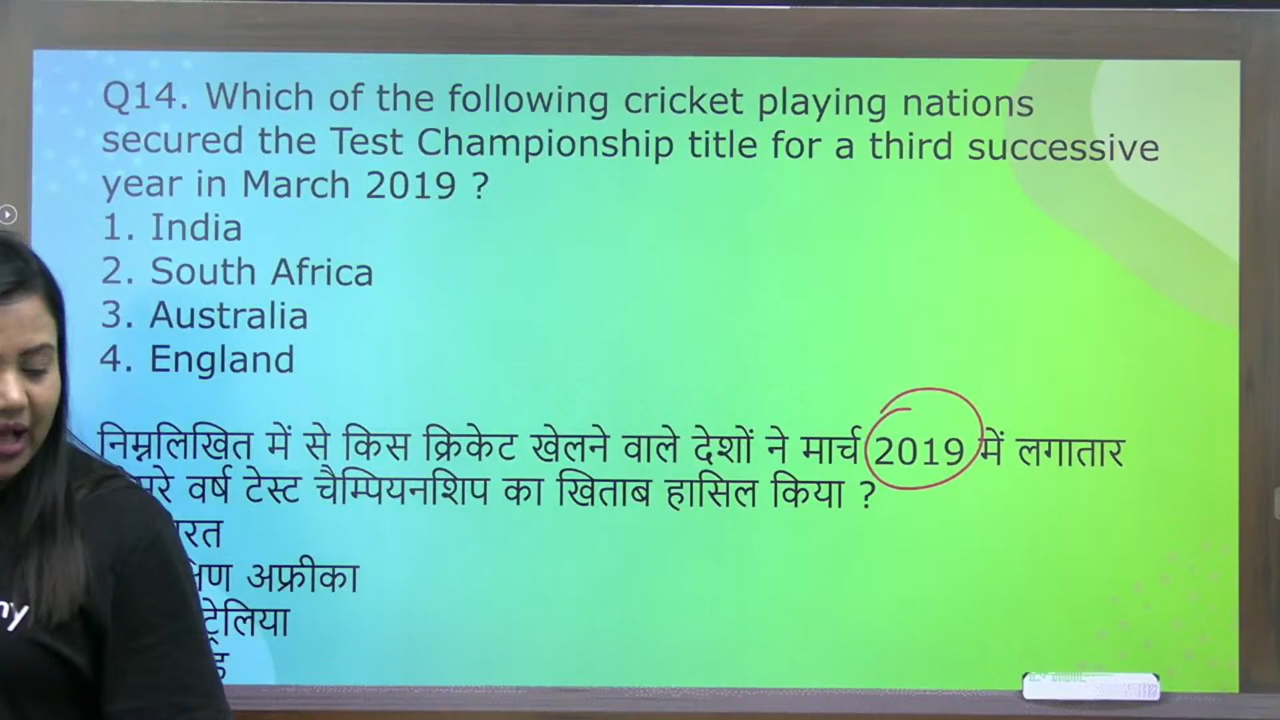 Q14. Which of the following cricket playing nations
secured the Test Championship title for a third successive
year in March 2019 ?
1. India
2. South Africa
3. Australia
4. England
निम्नलिखित में से किस क्रिकेट खेलने वाले देशों ने मार्च 2019 में लगातार
वर्ष टेस्ट चैम्पियनशिप का खिताब हासिल किया ?
अफ्रीका